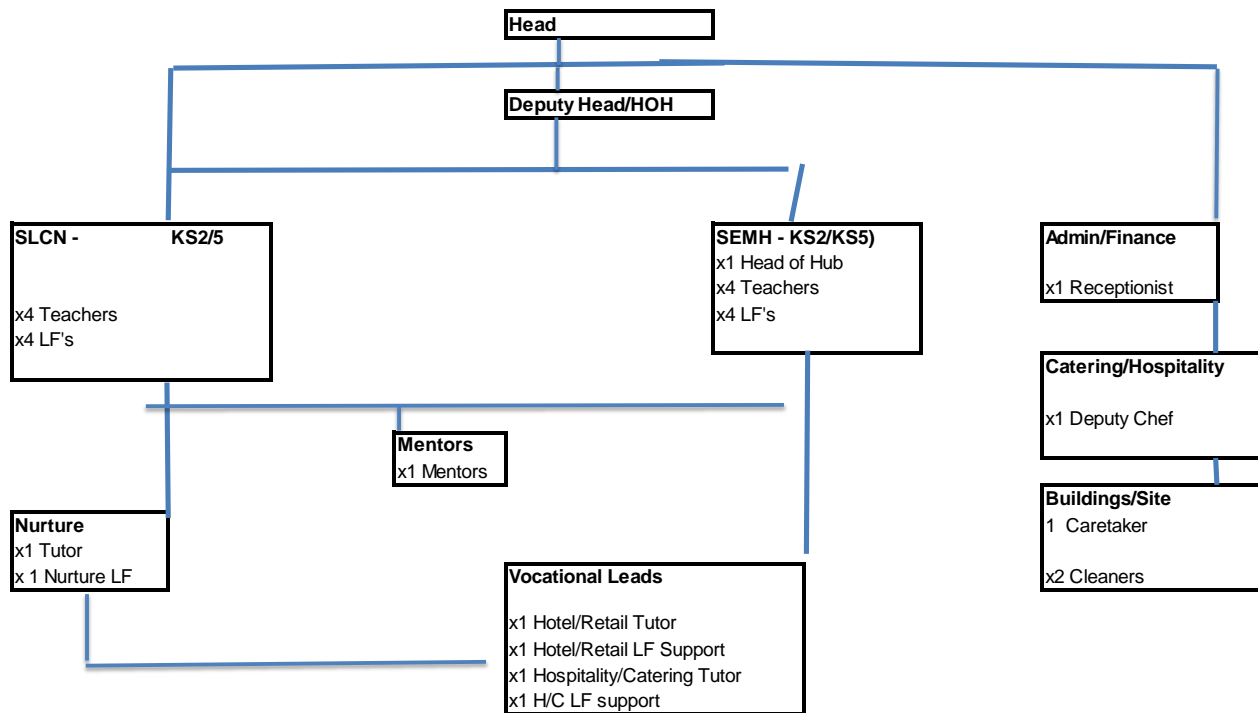 Head
Deputy Head/HOH
SLCN - KS2/5
x4 Teachers
x4 LF's
SEMH - KS2/KS5)
x1 Head of Hub
x4 Teachers
x4 LF's
Admin/Finance
x1 Receptionist
Catering/Hospitality
x1 Deputy Chef
Mentors
x1 Mentors
Buildings/Site
1 Caretaker
x2 Cleaners
Nurture
x1 Tutor
x 1 Nurture LF
Vocational Leads
x1 Hotel/Retail Tutor
x1 Hotel/Retail LF Support
x1 Hospitality/Catering Tutor
x1 H/C LF support